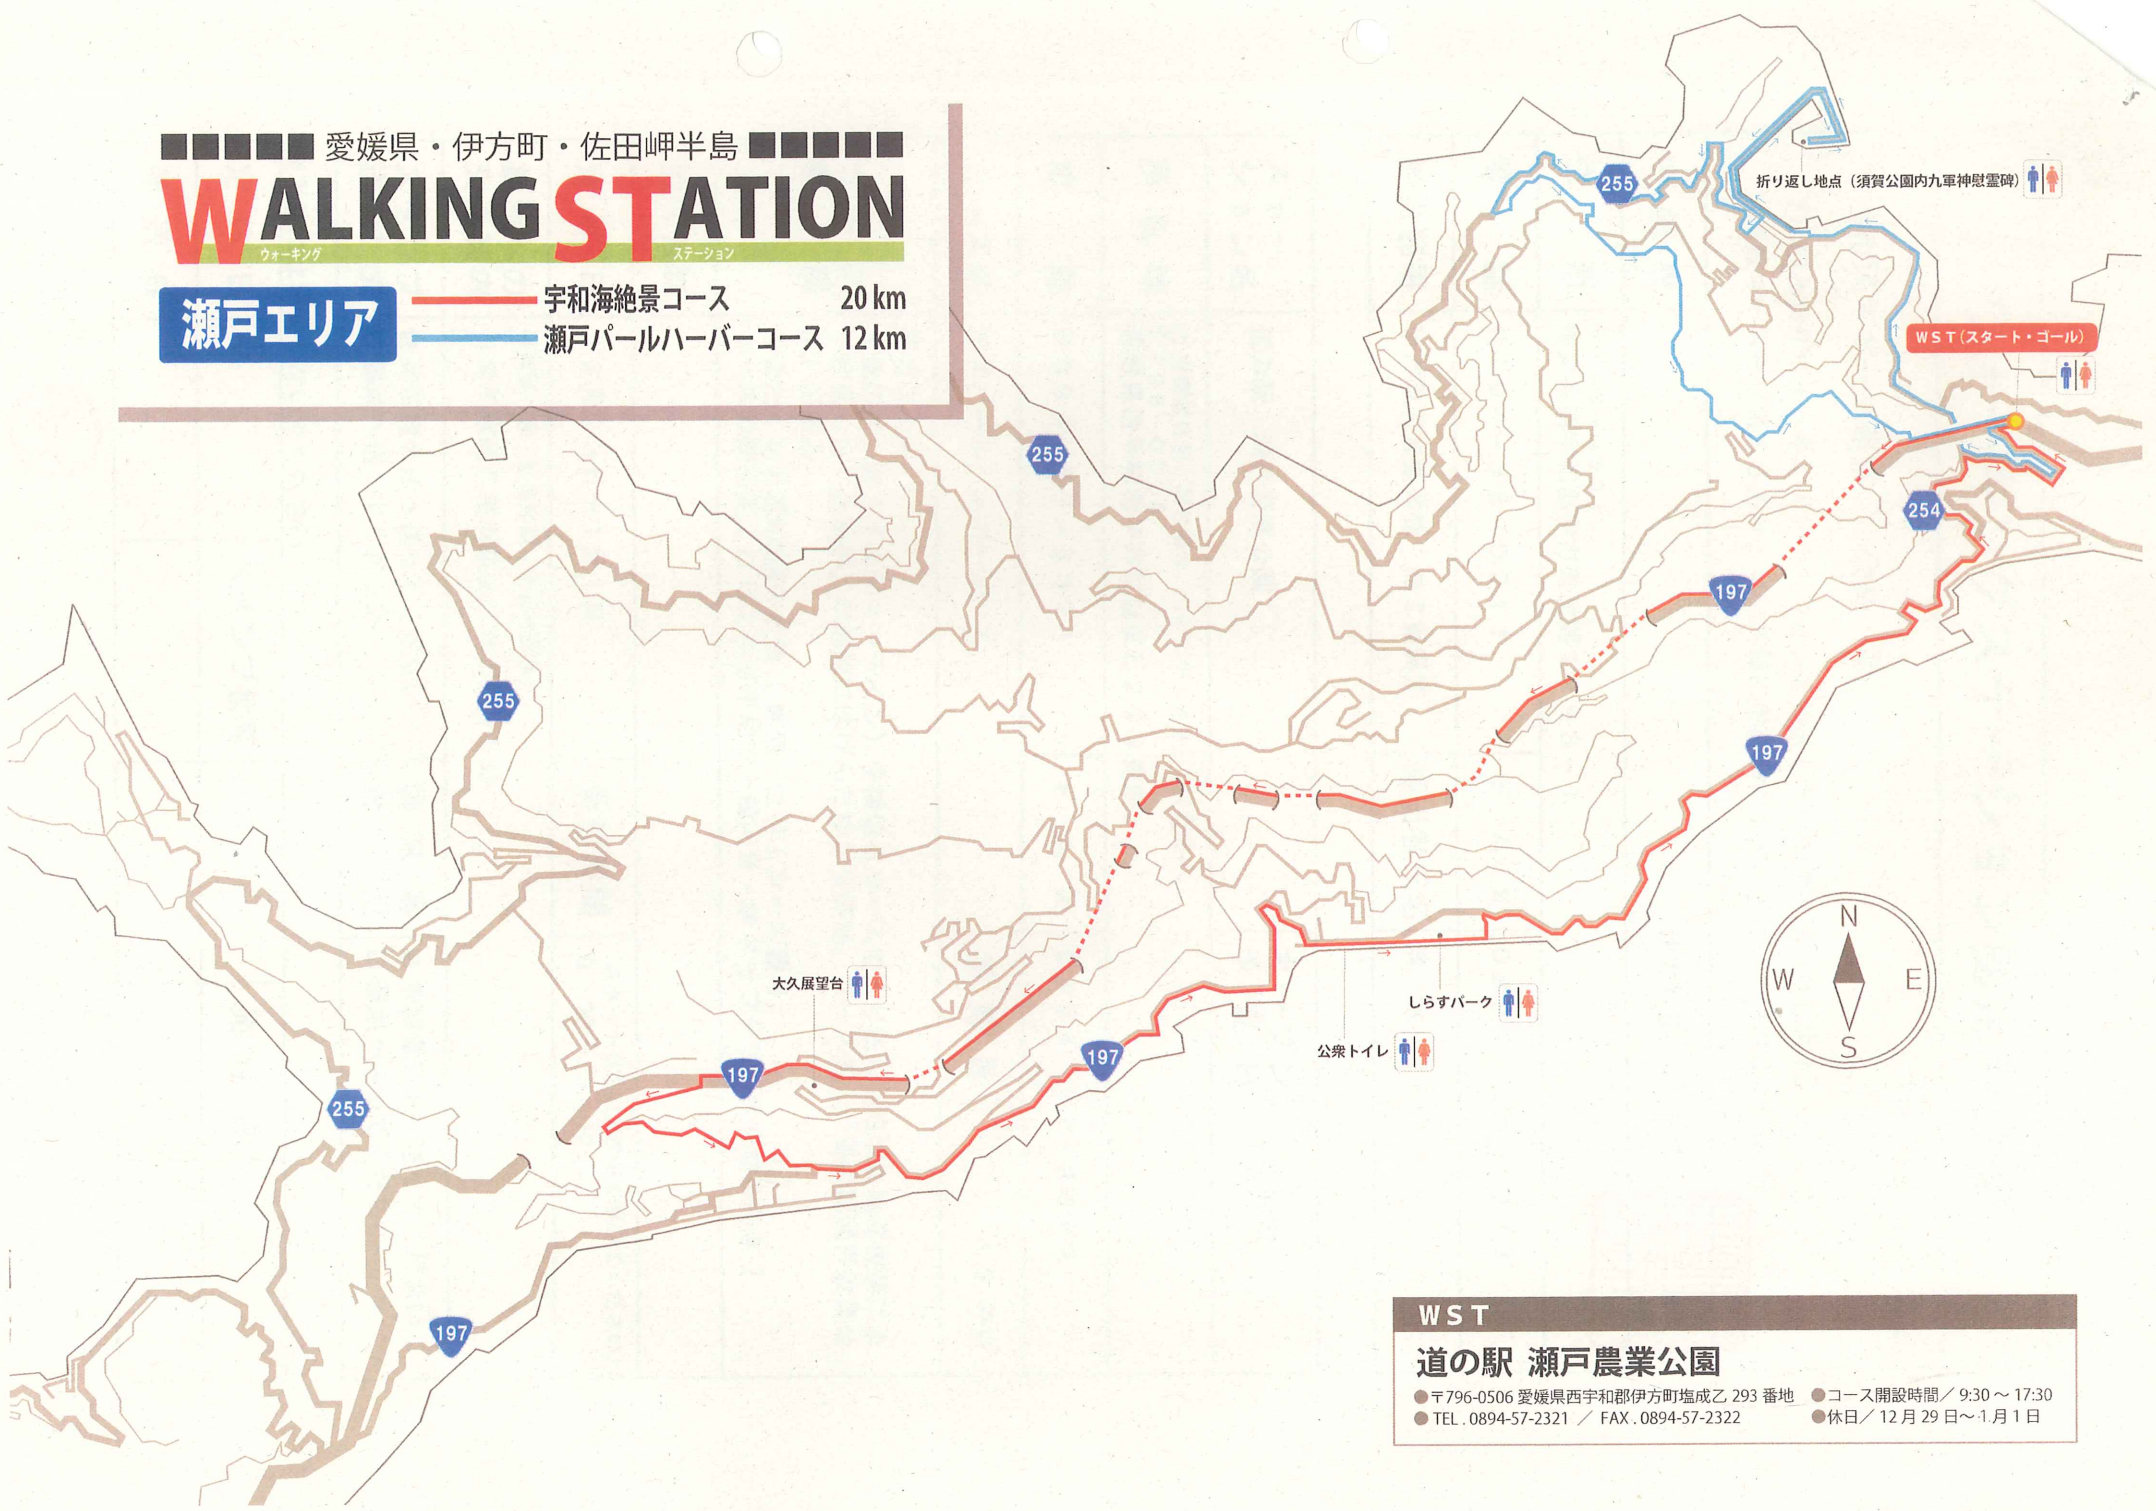 愛媛県・伊方町・佐田岬半島
WALKING STATION
ウォーキング ステーション
瀬戸エリア
宇和海絶景コース 20 km
瀬戸パールハーバーコース 12 km
255
折り返し地点（須賀公園内九軍神慰霊碑）
WST(スタート・ゴール)
255
254
197
255
197
大久展望台
しらすパーク
公衆トイレ
197
197
255
197
N
W E
S
WST
道の駅 瀬戸農業公園
●〒796-0506 愛媛県西宇和郡伊方町塩成乙 293 番地 ●コース開設時間／ 9:30 ～ 17:30
●TEL . 0894-57-2321 ／ FAX . 0894-57-2322 ●休日／ 12 月 29 日～ 1 月 1 日